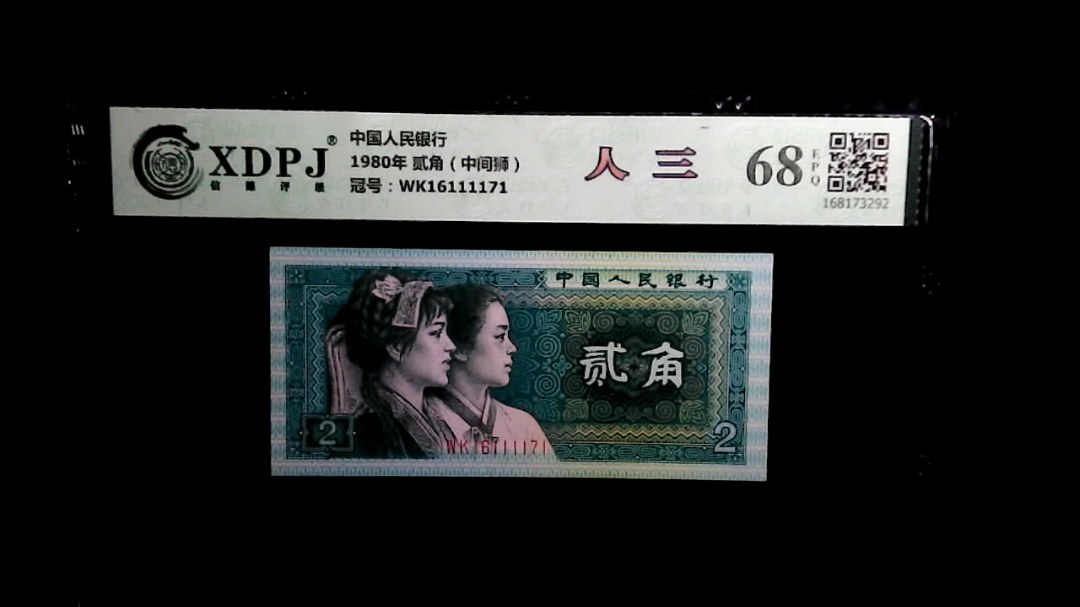 XDPJ®
信德评级
中国人民银行
1980年 贰角（中间狮）
冠号：WK16111171
人 三
68
EPQ
168173292
中国人民银行
贰角
2
WK16111171
2